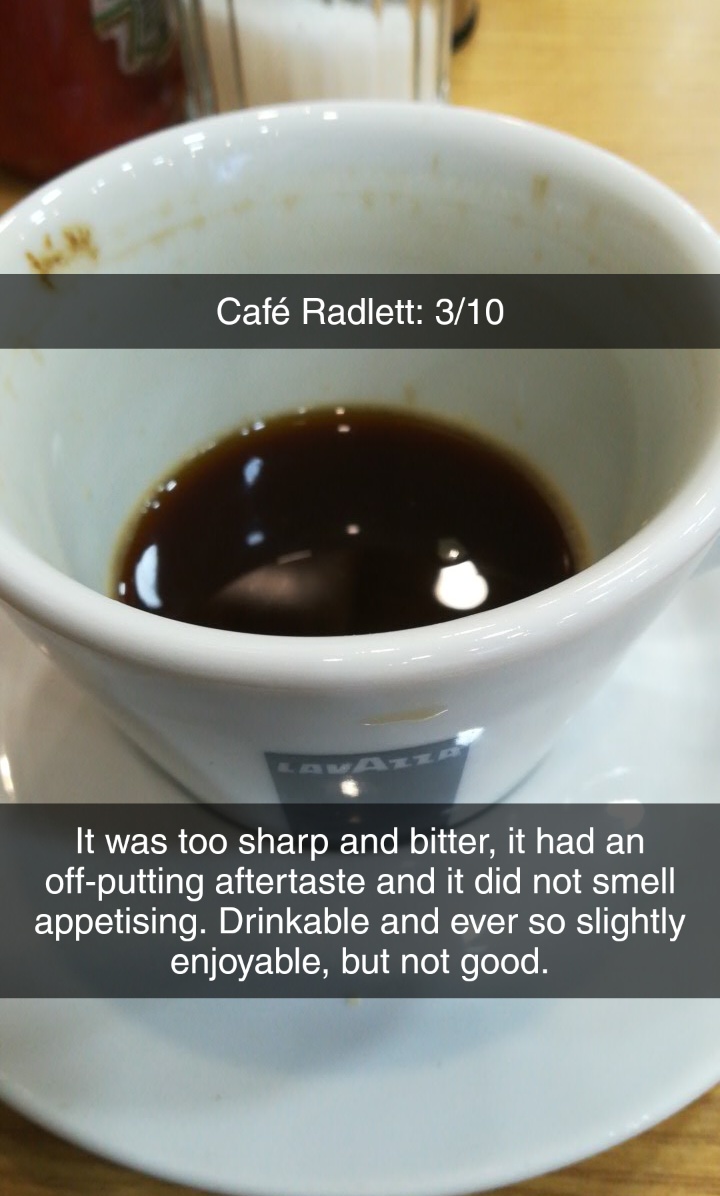 Café Radlett: 3/10
LAVAZZA
It was too sharp and bitter, it had an
off-putting aftertaste and it did not smell
appetising. Drinkable and ever so slightly
enjoyable, but not good.